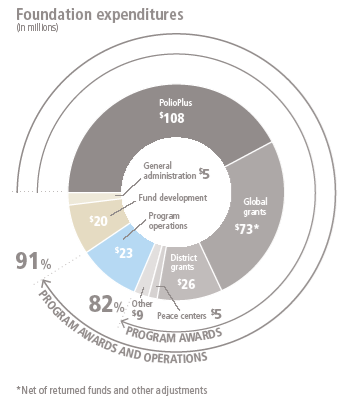 Foundation expenditures
(in millions)
PolioPlus
$108
General
administration $5
Fund development
$20
Program
operations
$23
Global
grants
$73*
District
grants
$26
Other
$9
Peace centers $5
91%
82%
PROGRAM AWARDS
PROGRAM AWARDS AND OPERATIONS
*Net of returned funds and other adjustments